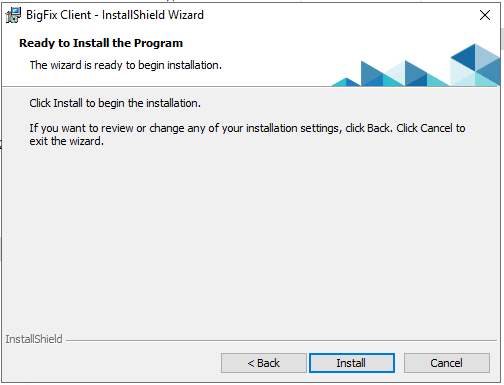 BigFix Client - InstallShield Wizard
Ready to Install the Program
The wizard is ready to begin installation.
Click Install to begin the installation.
If you want to review or change any of your installation settings, click Back. Click Cancel to
exit the wizard.
InstallShield
< Back
Install
Cancel